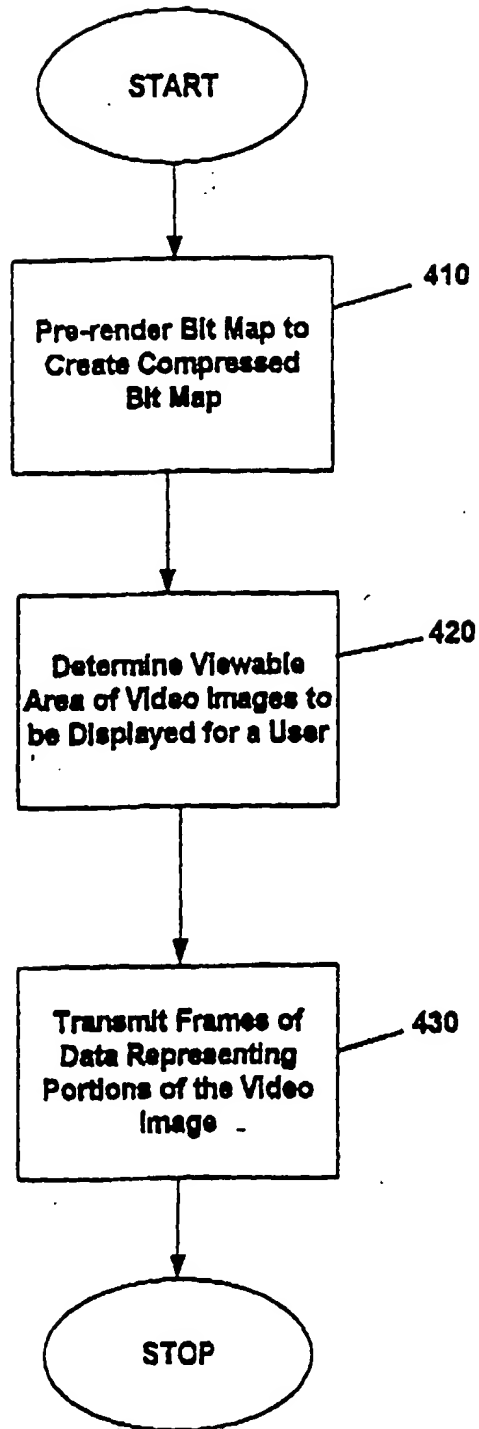 START
410
Pre-render Bit Map to
Create Compressed
Bit Map
420
Determine Viewable
Area of Video Images to
be Displayed for a User
430
Transmit Frames of
Data Representing
Portions of the Video
Image
STOP